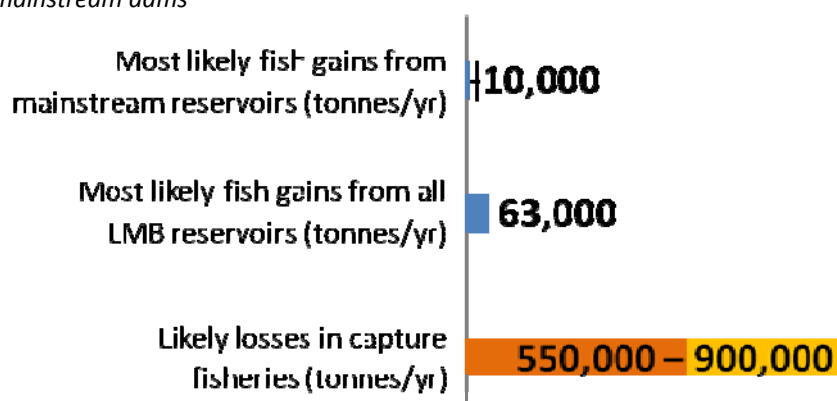 mainstream dams
Most likely fish gains from
mainstream reservoirs (tonnes/yr)
10,000
Most likely fish gains from all
LMB reservoirs (tonnes/yr)
63,000
Likely losses in capture
fisheries (tonnes/yr)
550,000 – 900,000